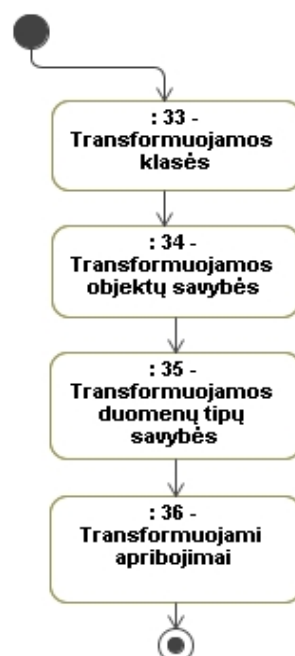 : 33 -
Transformuojamos
klasės
: 34 -
Transformuojamos
objektų savybės
: 35 -
Transformuojamos
duomenų tipų
savybės
: 36 -
Transformuojami
apribojimai